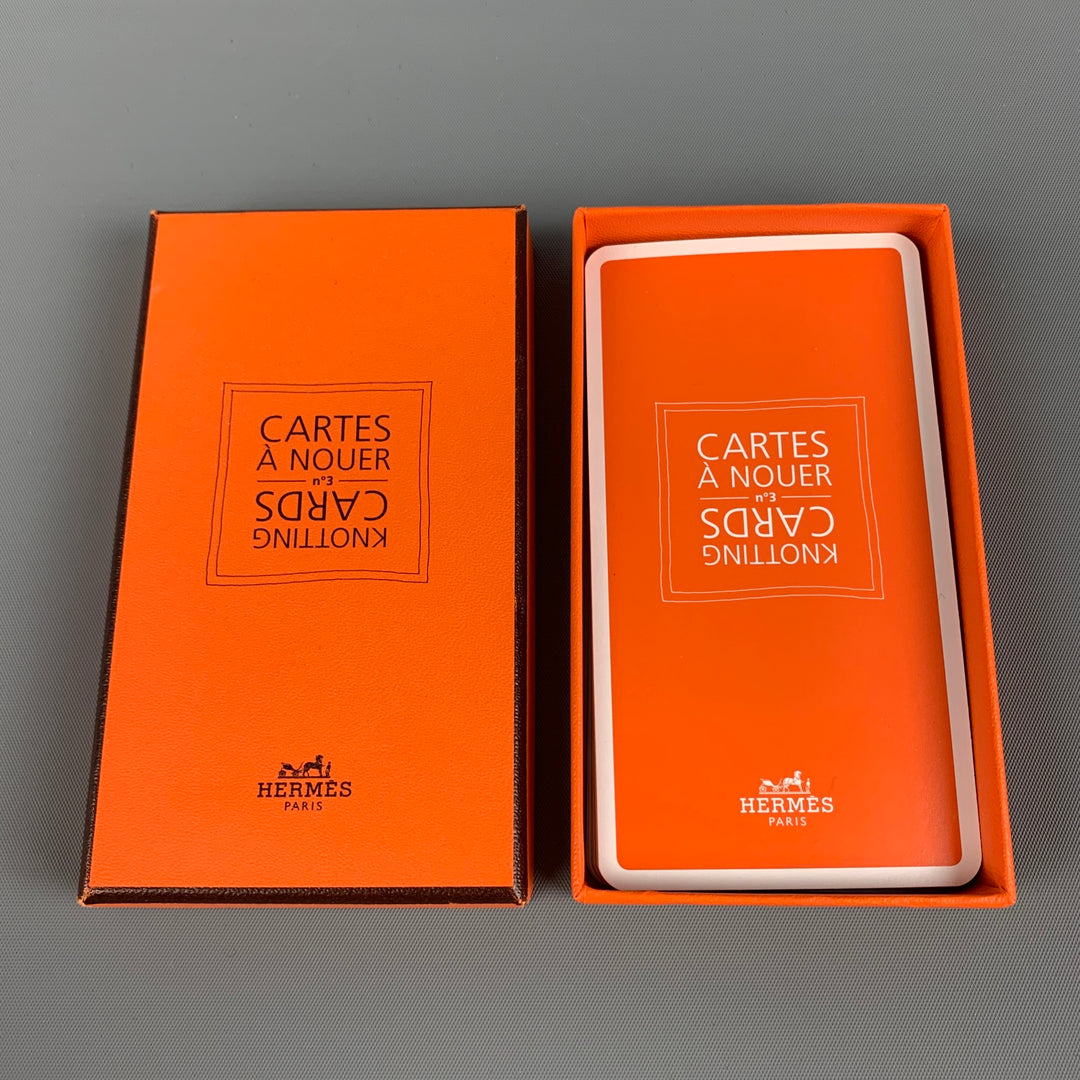 CARTES
À NOUER
n°3
CARDS
KNOTTING
HERMÈS
PARIS
CARTES
À NOUER
n°3
CARDS
KNOTTING
HERMÈS
PARIS